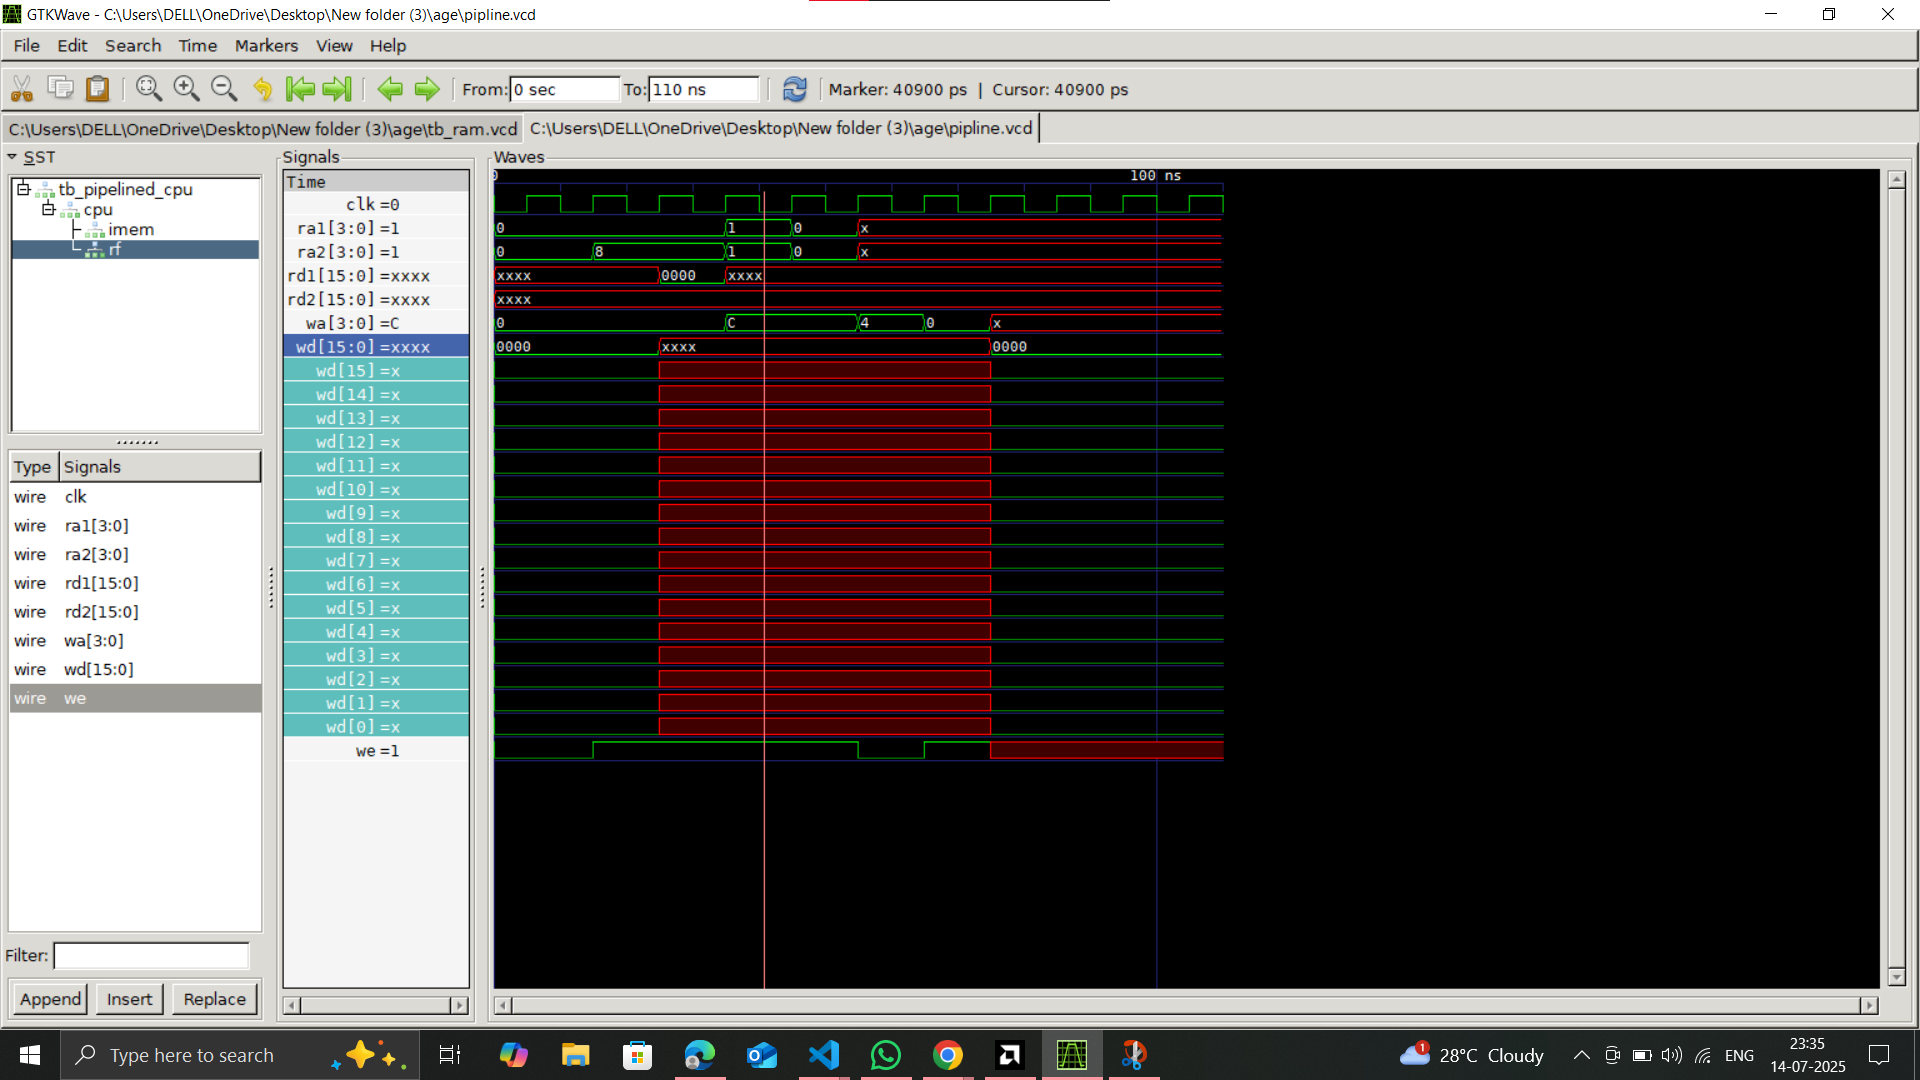 GTKWave - C:\Users\DELL\OneDrive\Desktop\New folder (3)\age\pipline.vcd
File Edit Search Time Markers View Help
From: 0 sec To: 110 ns Marker: 40900 ps | Cursor: 40900 ps
C:\Users\DELL\OneDrive\Desktop\New folder (3)\age\tb_ram.vcd C:\Users\DELL\OneDrive\Desktop\New folder (3)\age\pipline.vcd
SST
tb_pipelined_cpu
cpu
imem
rf
Type Signals
wire clk
wire ra1[3:0]
wire ra2[3:0]
wire rd1[15:0]
wire rd2[15:0]
wire wa[3:0]
wire wd[15:0]
wire we
Filter:
Append Insert Replace
Signals
Time
clk =0
ra1[3:0] =1
ra2[3:0] =1
rd1[15:0] =xxxx
rd2[15:0] =xxxx
wa[3:0] =C
wd[15:0] =xxxx
wd[15] =x
wd[14] =x
wd[13] =x
wd[12] =x
wd[11] =x
wd[10] =x
wd[9] =x
wd[8] =x
wd[7] =x
wd[6] =x
wd[5] =x
wd[4] =x
wd[3] =x
wd[2] =x
wd[1] =x
wd[0] =x
we =1
Waves
0 100 ns
0 1 0 x
0 8 1 0 x
xxxx 0000 xxxx
xxxx
0 C 4 0 x
0000 xxxx 0000
Type here to search
1
28°C Cloudy
ENG
23:35
14-07-2025